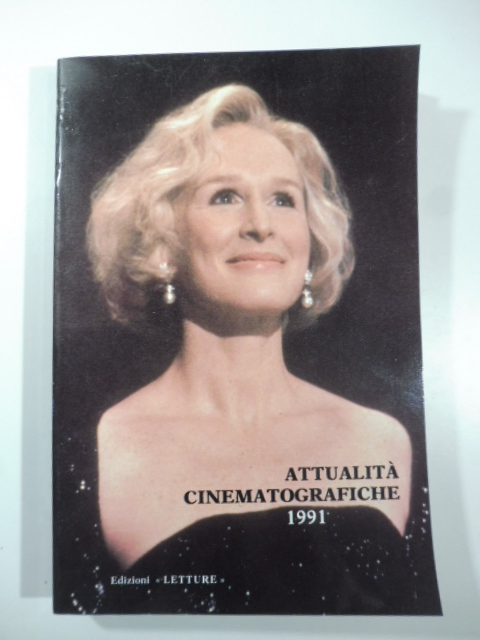 ATTUALITÀ
CINEMATOGRAFICHE
1991
Edizioni « LETTURE »